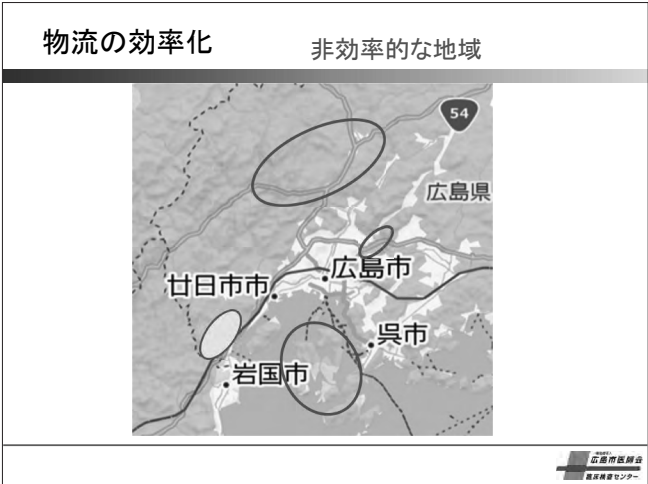 物流の効率化
非効率的な地域
54
広島県
広島市
廿日市市
呉市
岩国市
広島市医師会
臨床検査センター